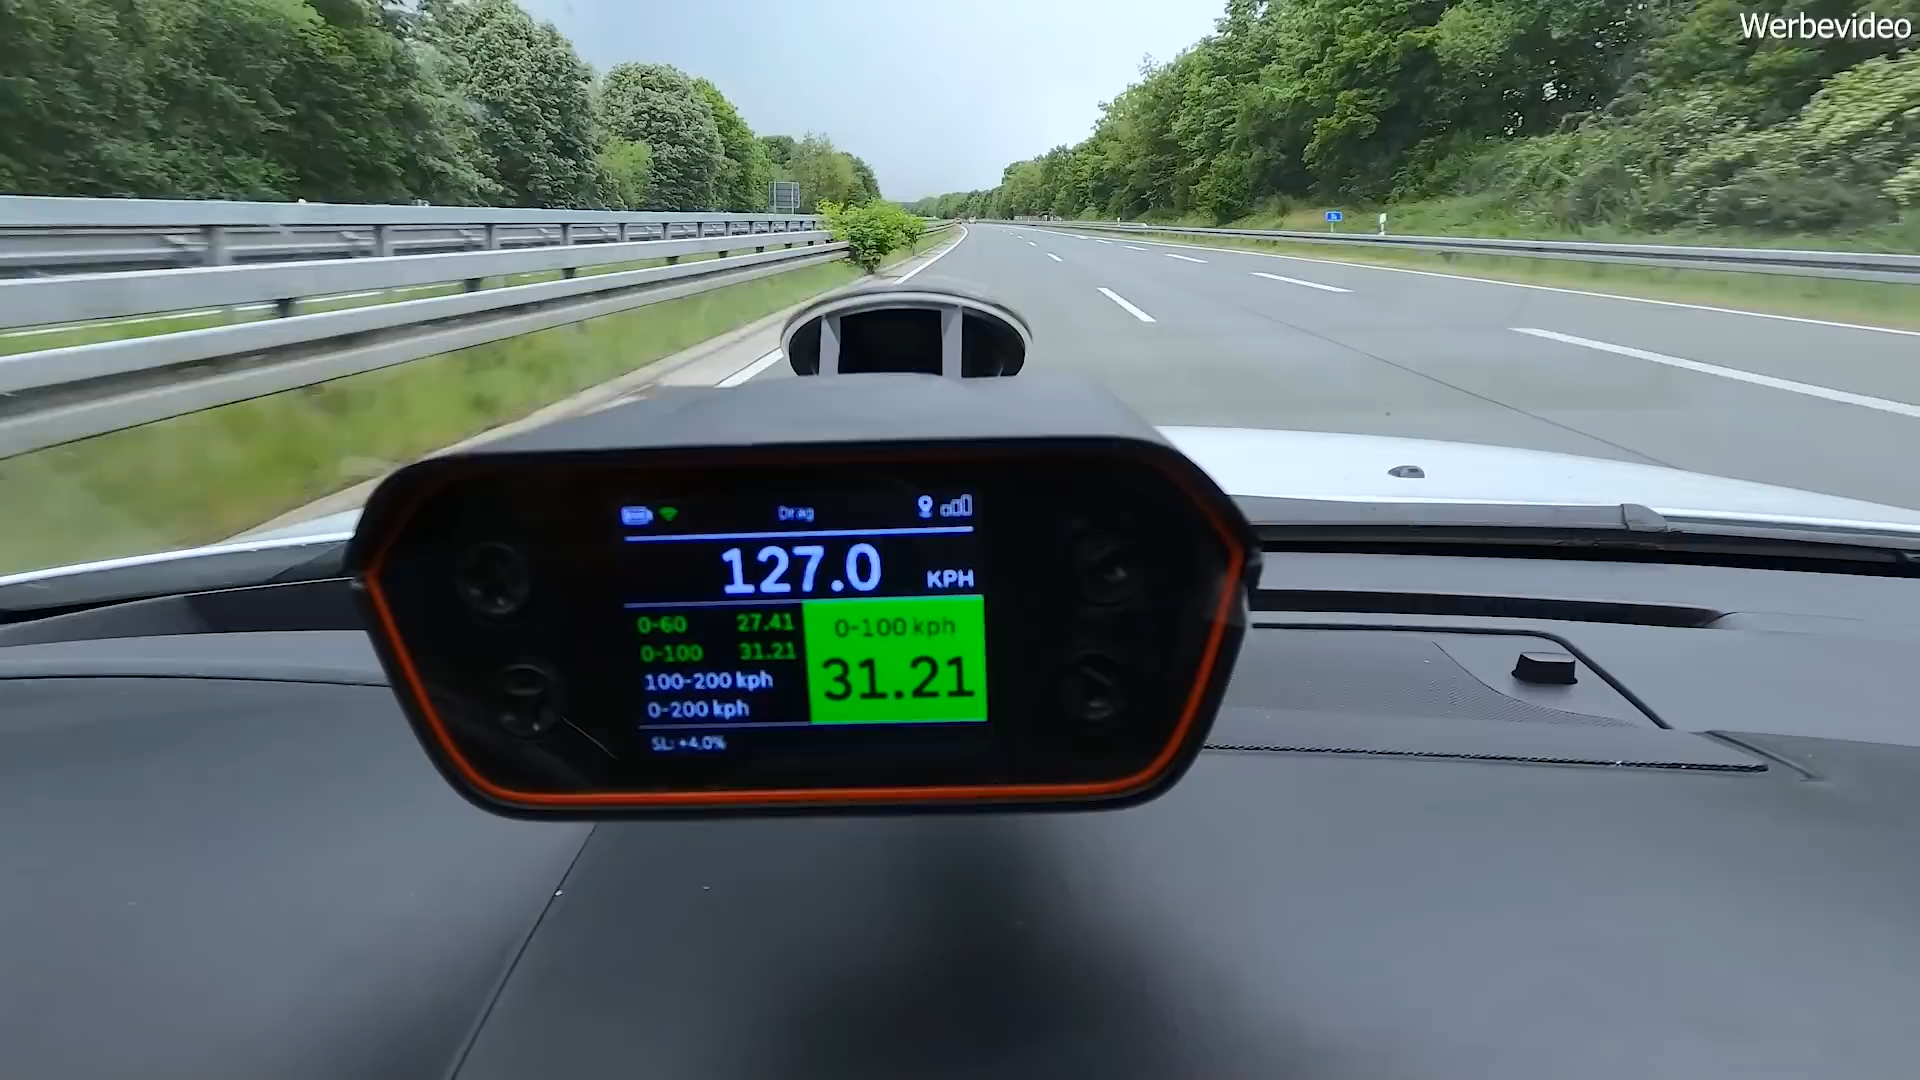 Werbevideo
Drag
127.0 KPH
0-60 27.41
0-100 31.21
100-200 kph
0-200 kph
0-100 kph
31.21
SL: +4.0%